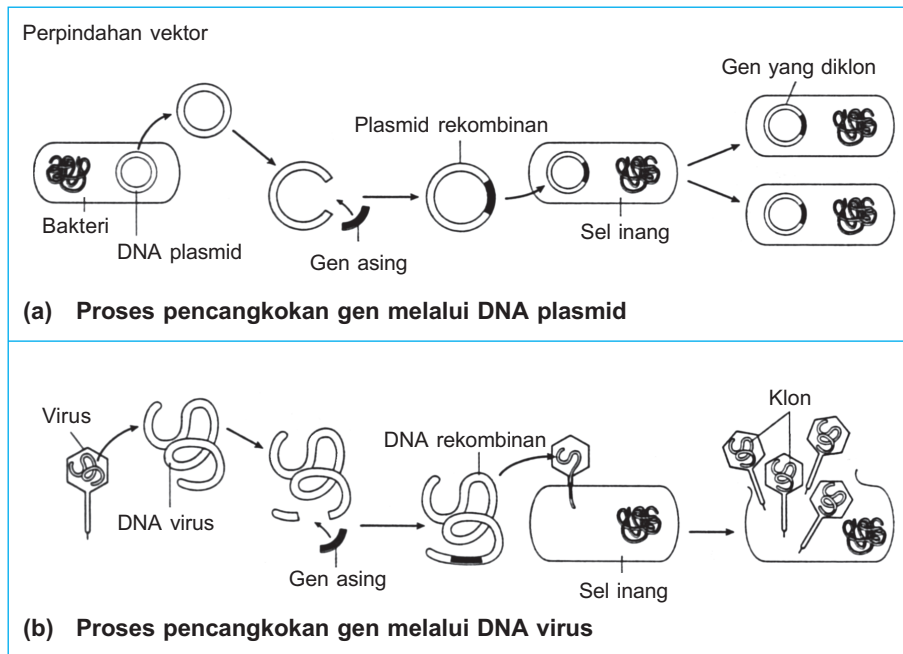 Perpindahan vektor
Gen yang diklon
Plasmid rekombinan
Bakteri
DNA plasmid
Gen asing
Sel inang
(a) Proses pencangkokan gen melalui DNA plasmid
Virus
Klon
DNA rekombinan
DNA virus
Gen asing
Sel inang
(b) Proses pencangkokan gen melalui DNA virus